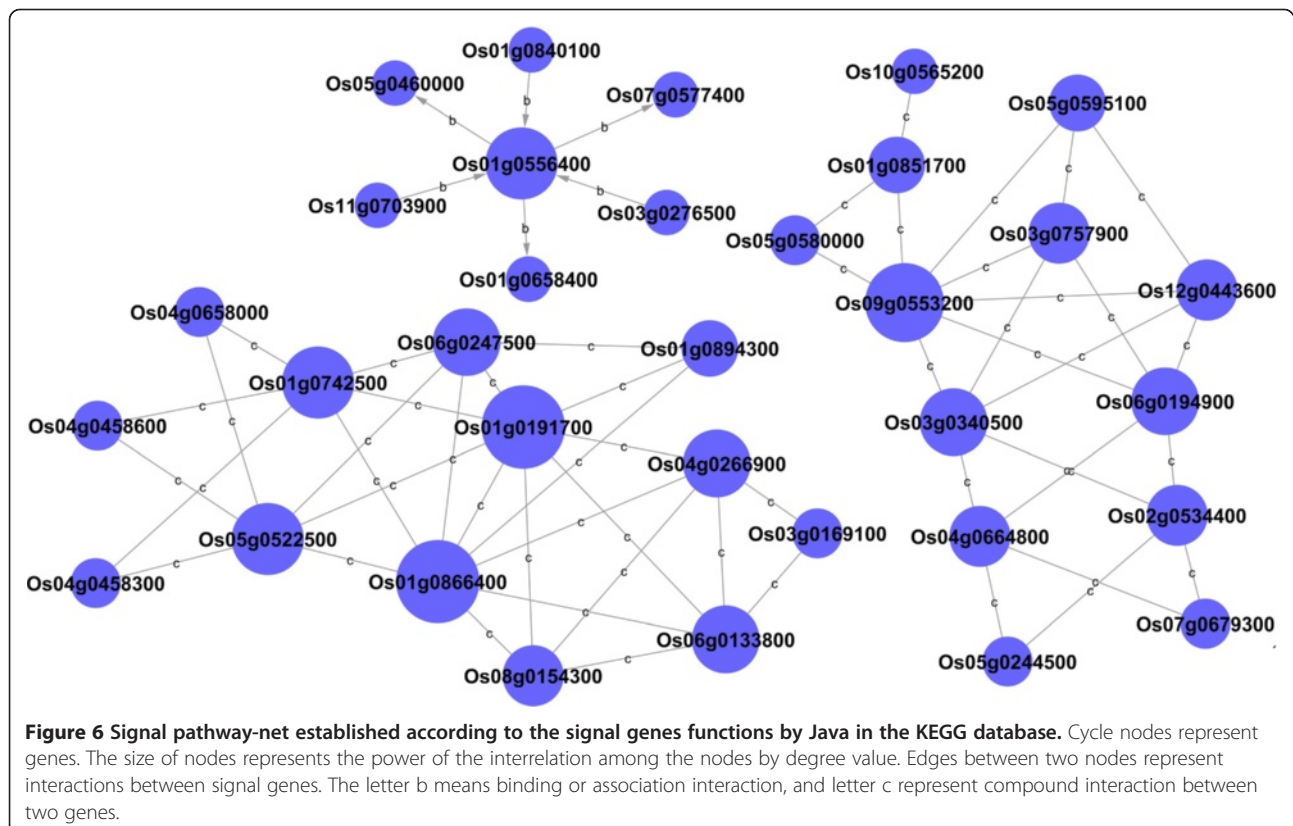 Os01g0840100
Os05g0460000
Os07g0577400
b
b
b
Os01g0556400
b
b
Os11g0703900
Os03g0276500
b
Os01g0658400
Os10g0565200
Os05g0595100
c
Os01g0851700
c
c
c
c
c
Os05g0580000
Os03g0757900
c
c
Os09g0553200
c
Os12g0443600
c
c
c
c
c
c
Os03g0340500
Os06g0194900
c
c
c
c
Os04g0664800
Os02g0534400
c
c
c
c
c
Os07g0679300
Os05g0244500
Os04g0658000
c
Os06g0247500
c
Os01g0894300
c
Os01g0742500
c
c
Os04g0458600
c
c
Os01g0191700
c
c
c
c
Os04g0266900
c
c
c
c
c
c
Os03g0169100
Os05g0522500
c
c
c
c
c
Os04g0458300
c
c
Os01g0866400
c
c
c
c
Os06g0133800
c
Os08g0154300
Figure 6 Signal pathway-net established according to the signal genes functions by Java in the KEGG database. Cycle nodes represent
genes. The size of nodes represents the power of the interrelation among the nodes by degree value. Edges between two nodes represent
interactions between signal genes. The letter b means binding or association interaction, and letter c represent compound interaction between
two genes.